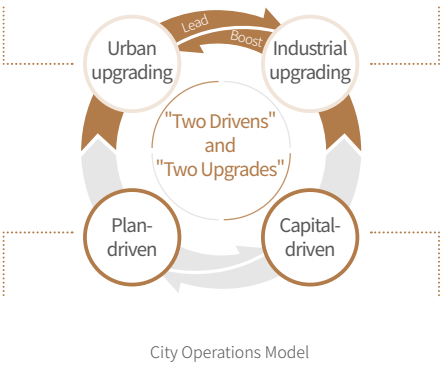 Lead
Boost
Urban
upgrading
Industrial
upgrading
"Two Drivens"
and
"Two Upgrades"
Plan-
driven
Capital-
driven
City Operations Model